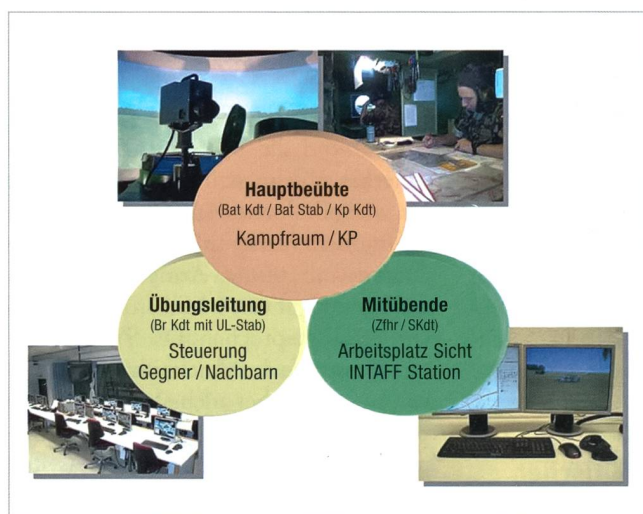 Hauptbeübte
(Bat Kdt / Bat Stab / Kp Kdt)
Kampfraum / KP
Übungsleitung
(Br Kdt mit UL-Stab)
Steuerung
Gegner / Nachbarn
Mitübende
(Zfhr / SKdt)
Arbeitsplatz Sicht
INTAFF Station